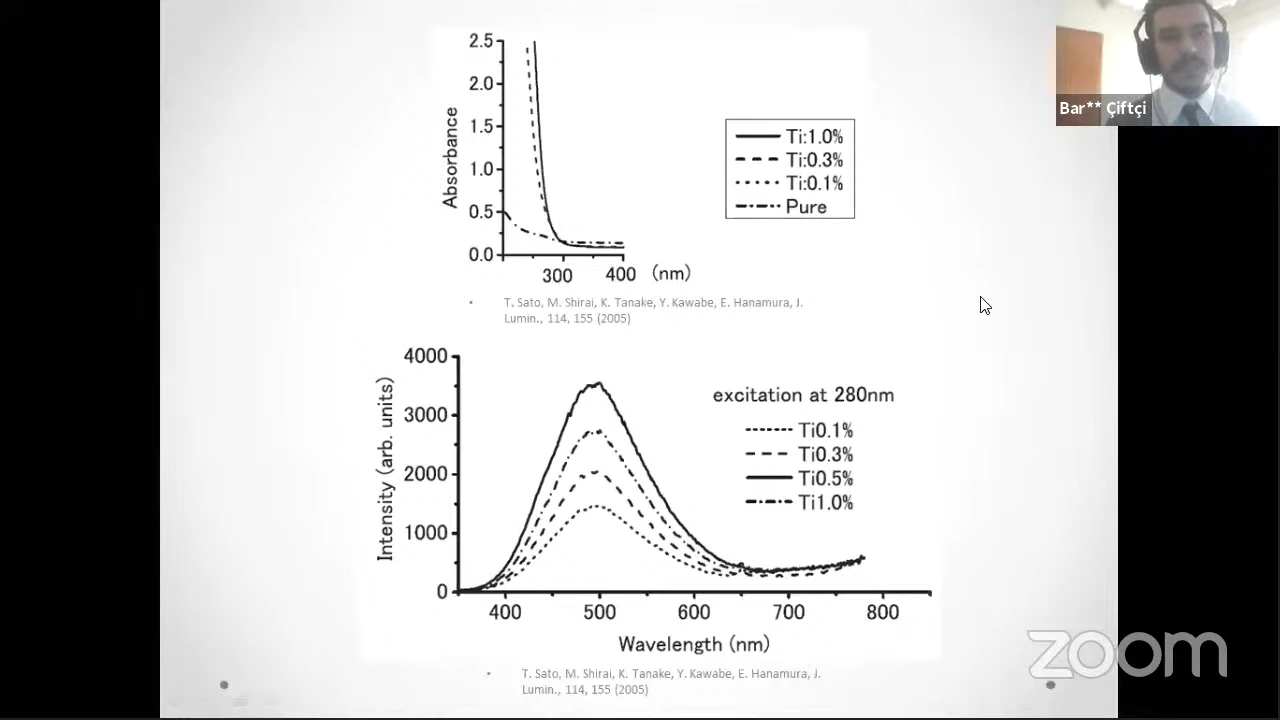 Bar** Çiftçi
2.5
2.0
1.5
1.0
0.5
0.0
Absorbance
300 400 (nm)
Ti:1.0%
Ti:0.3%
Ti:0.1%
Pure
• T. Sato, M. Shirai, K. Tanake, Y. Kawabe, E. Hanamura, J.
Lumin., 114, 155 (2005)
4000
3000
2000
1000
0
Intensity (arb. units)
excitation at 280nm
Ti0.1%
Ti0.3%
Ti0.5%
Ti1.0%
400 500 600 700 800
Wavelength (nm)
zoom
• T. Sato, M. Shirai, K. Tanake, Y. Kawabe, E. Hanamura, J.
Lumin., 114, 155 (2005)